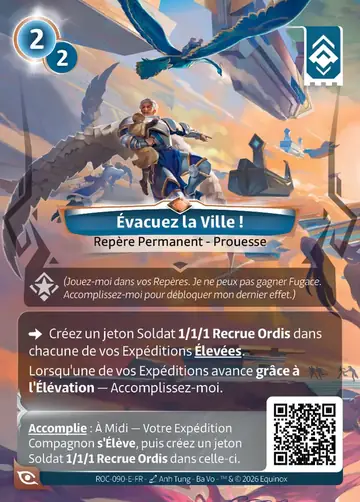 2
2
Évacuez la Ville !
Repère Permanent - Prouesse
(Jouez-moi dans vos Repères. Je ne peux pas gagner Fugace.
Accomplissez-moi pour débloquer mon dernier effet.)
Créez un jeton Soldat 1/1/1 Recrue Ordis dans
chacune de vos Expéditions Élevées.
Lorsqu'une de vos Expéditions avance grâce à
l'Élévation — Accomplissez-moi.
Accomplie : À Midi — Votre Expédition
Compagnon s'Élève, puis créez un jeton
Soldat 1/1/1 Recrue Ordis dans celle-ci.
ROC-090-E-FR - Anh Tung - Ba Vo - ™ & © 2026 Equinox